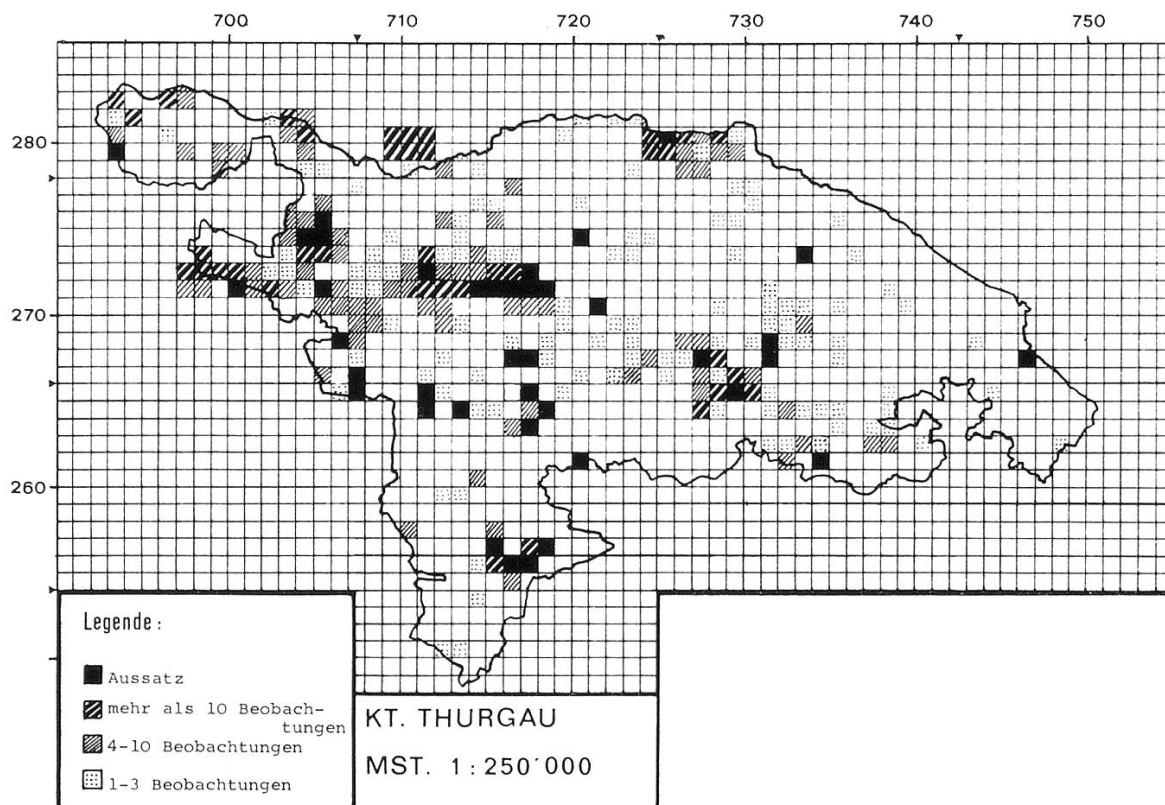 700 710 720 730 740 750
280
270
260
Legende :
Aussatz
mehr als 10 Beobach-
tungen
4-10 Beobachtungen
1-3 Beobachtungen
KT. THURGAU
MST. 1:250'000